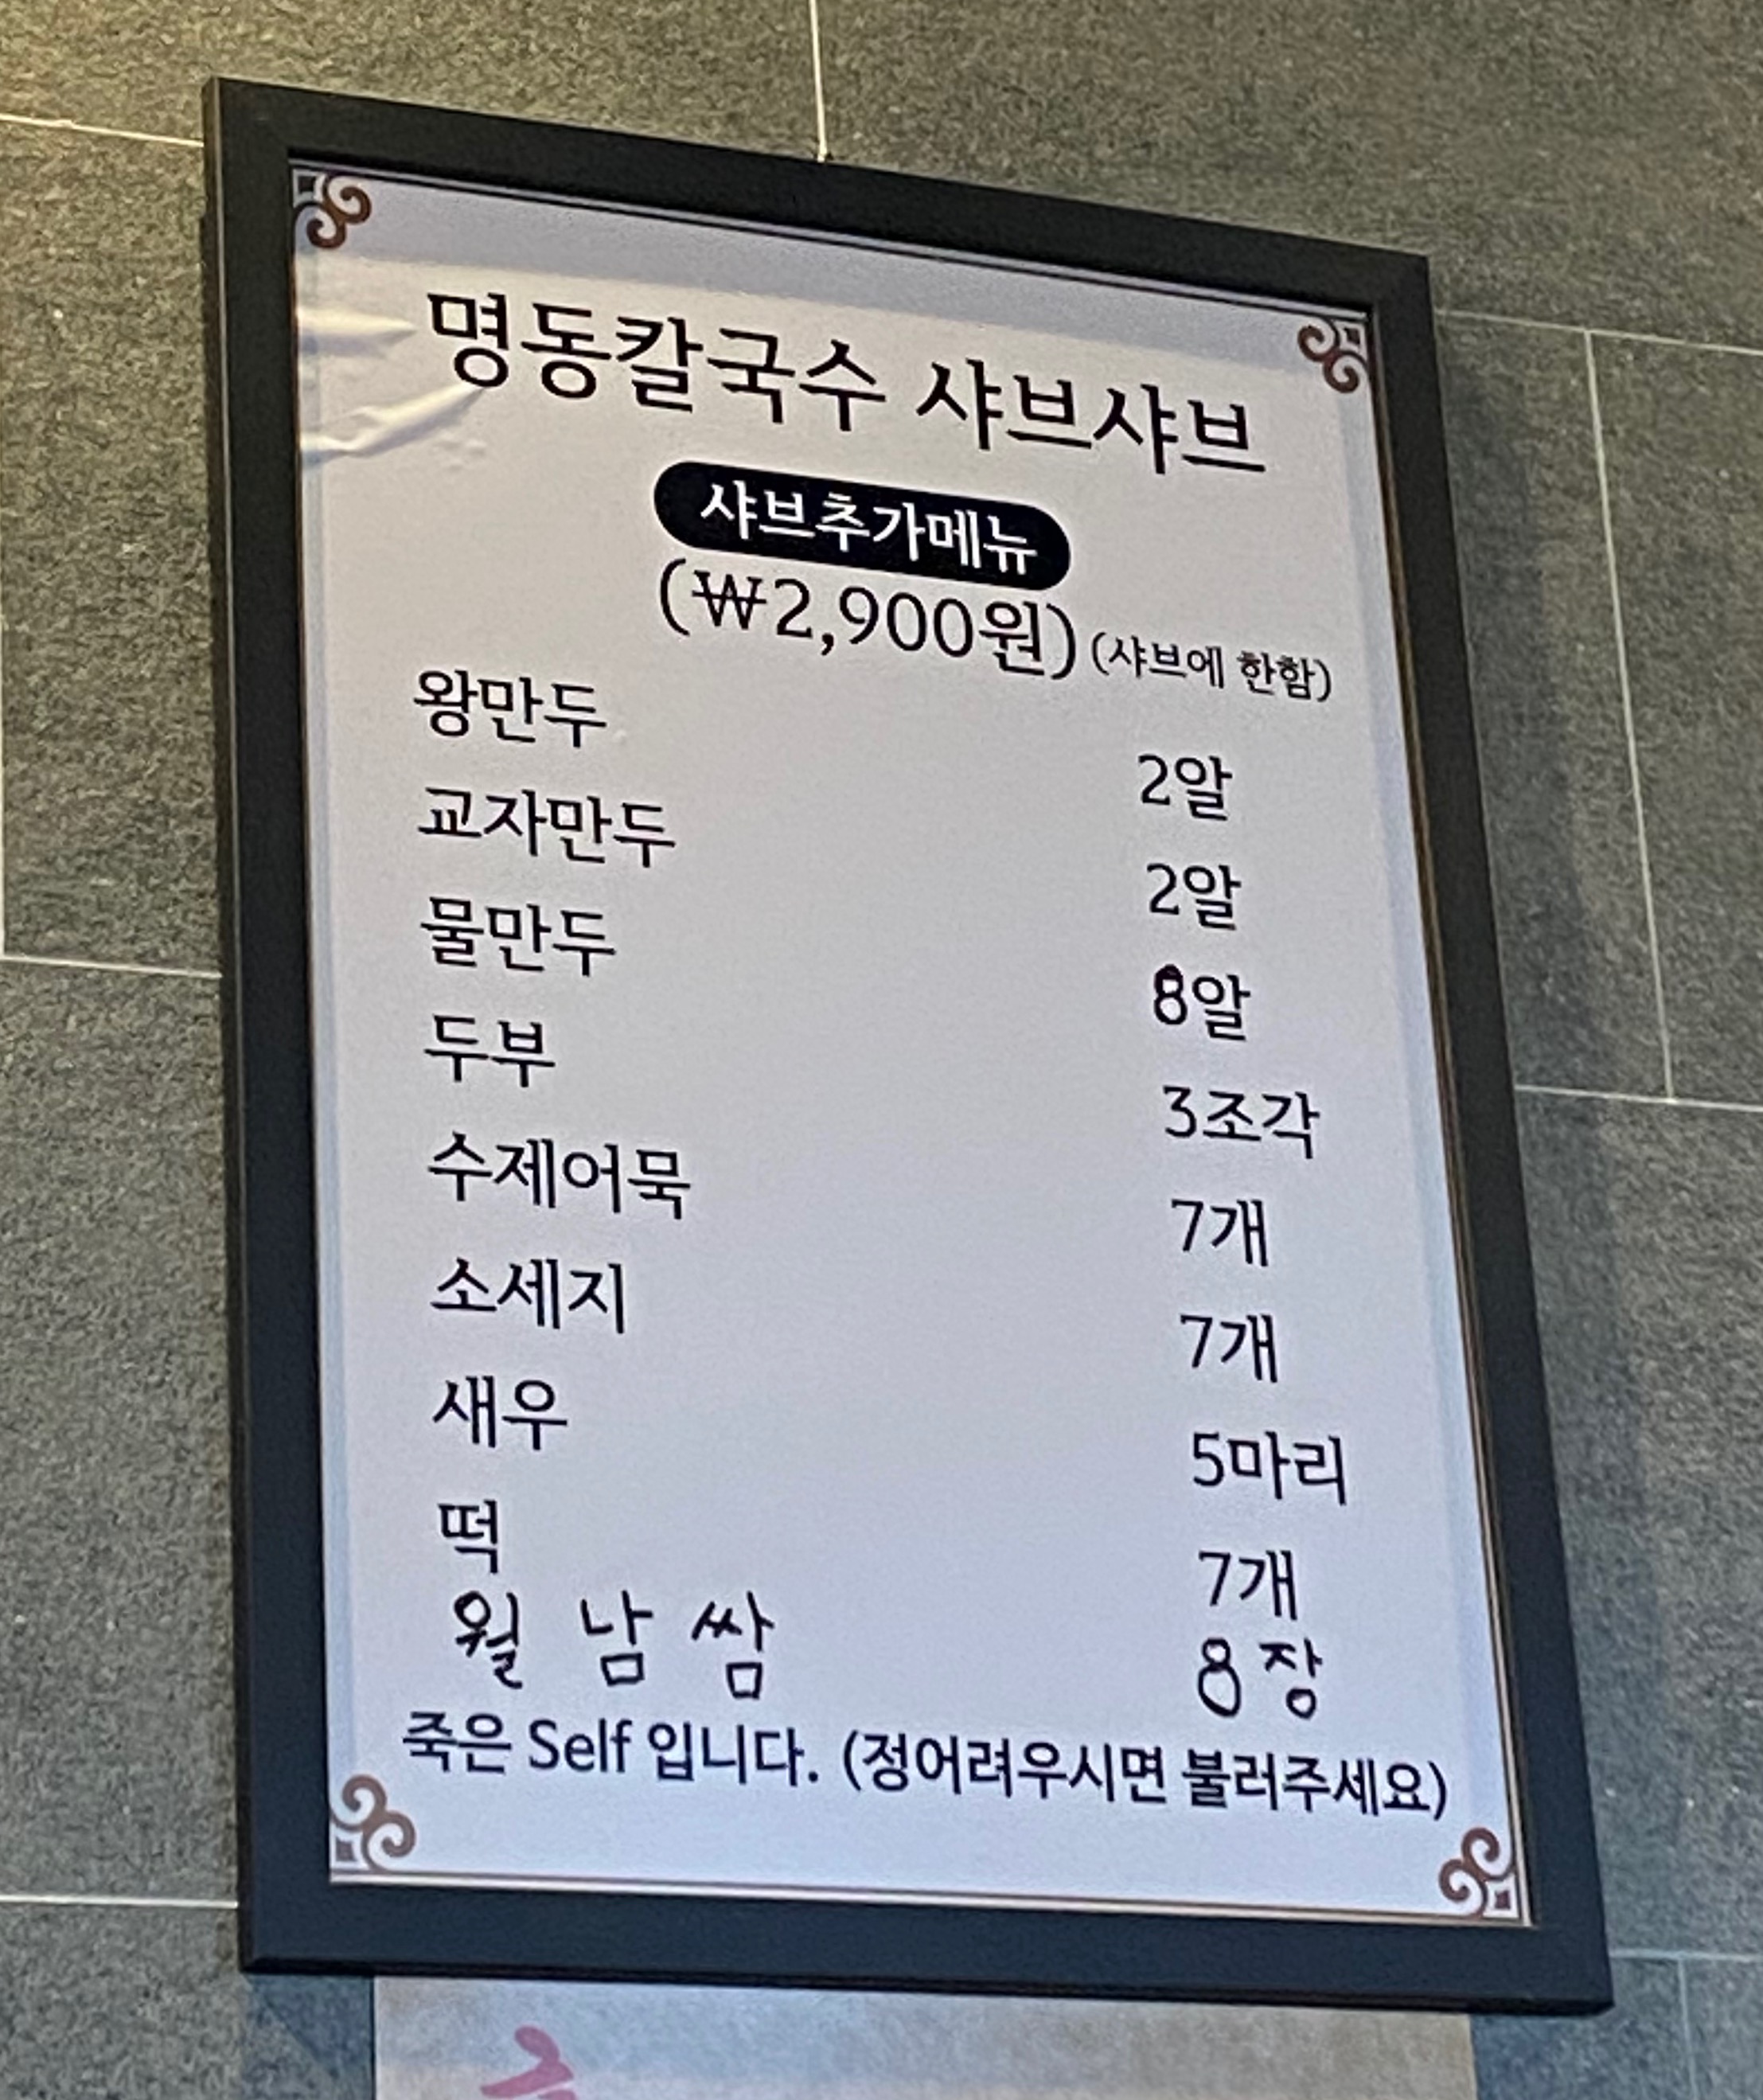 명동칼국수 샤브샤브
샤브추가메뉴
(₩2,900원) (샤브에 한함)
왕만두 2알
교자만두 2알
물만두 8알
두부 3조각
수제어묵 7개
소세지 7개
새우 5마리
떡 7개
월남쌈 8장
죽은 Self 입니다. (정어려우시면 불러주세요)